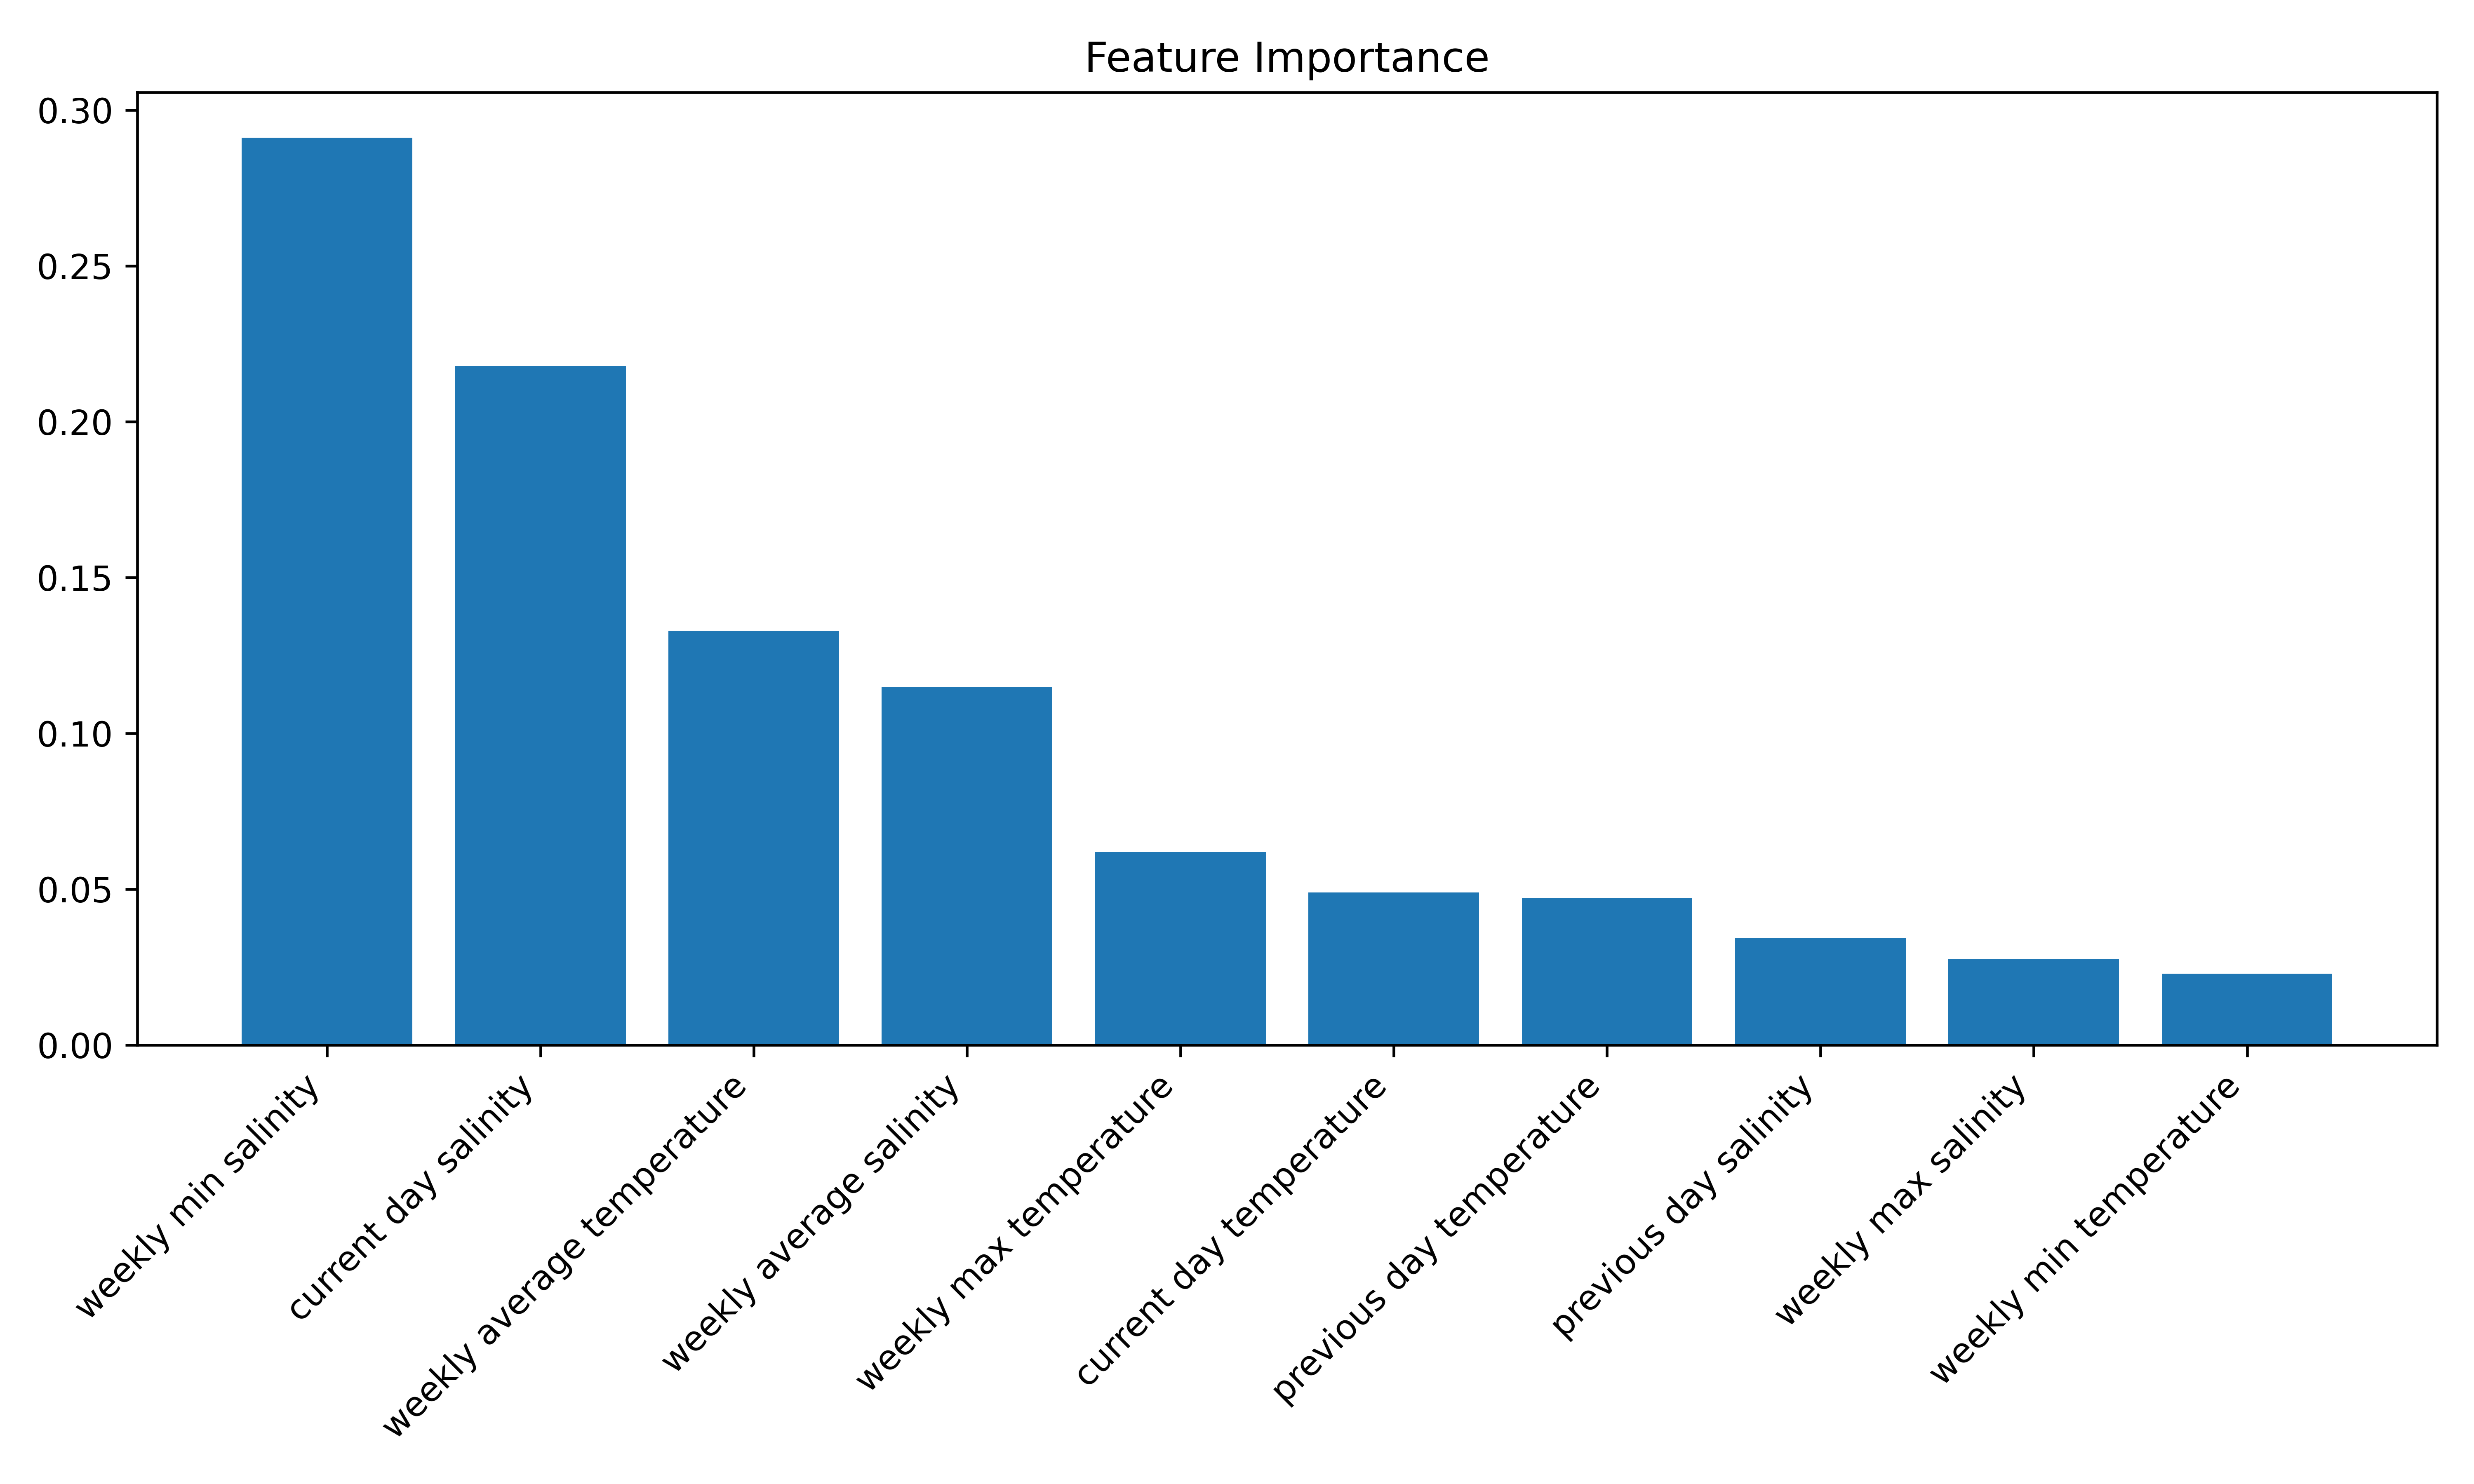 Feature Importance
0.30
0.25
0.20
0.15
0.10
0.05
0.00
weekly min salinity
current day salinity
weekly average temperature
weekly average salinity
weekly max temperature
current day temperature
previous day temperature
previous day salinity
weekly max salinity
weekly min temperature